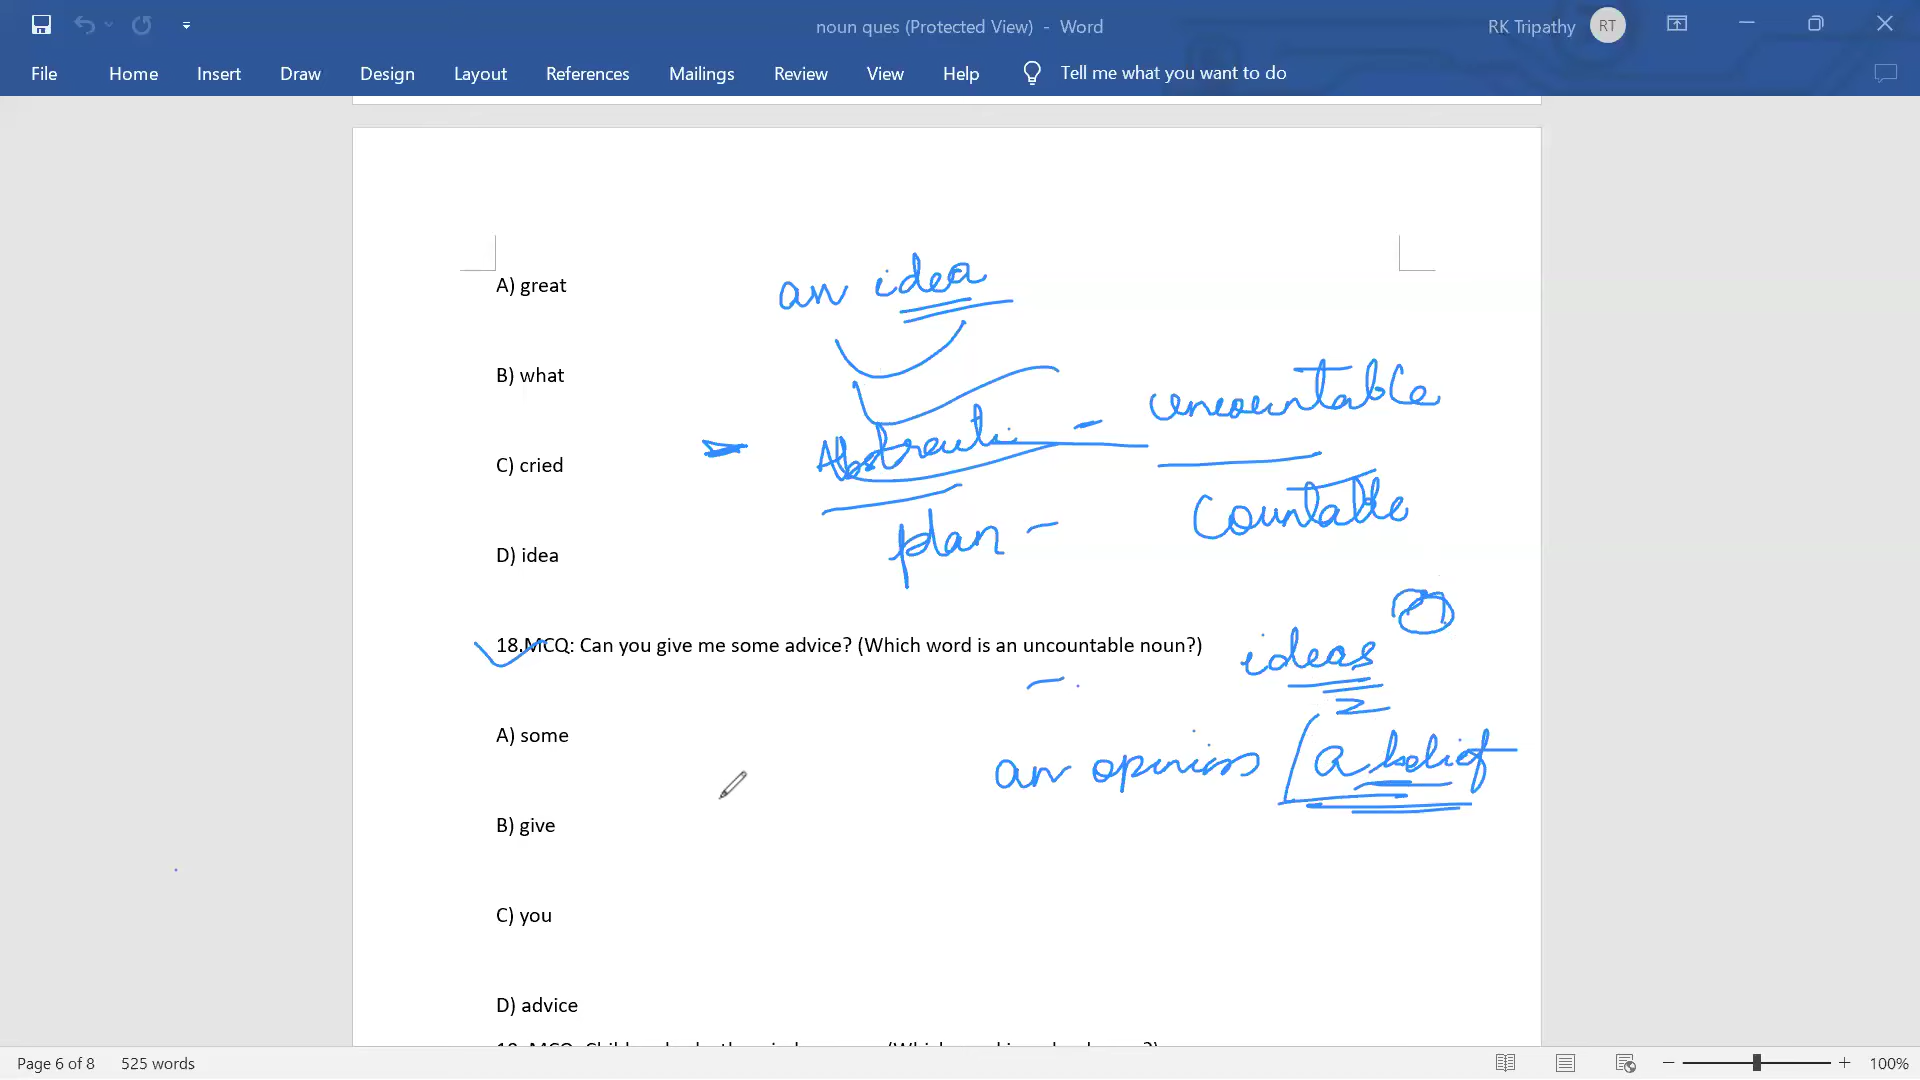 noun ques (Protected View) - Word
RK Tripathy RT
File Home Insert Draw Design Layout References Mailings Review View Help Tell me what you want to do
A) great
an idea
B) what
uncountable
Abstract
C) cried
Countable
plan -
D) idea
18.MCQ: Can you give me some advice? (Which word is an uncountable noun?)
ideas
A) some
an opinion / a belief
B) give
C) you
D) advice
Page 6 of 8 525 words
100%